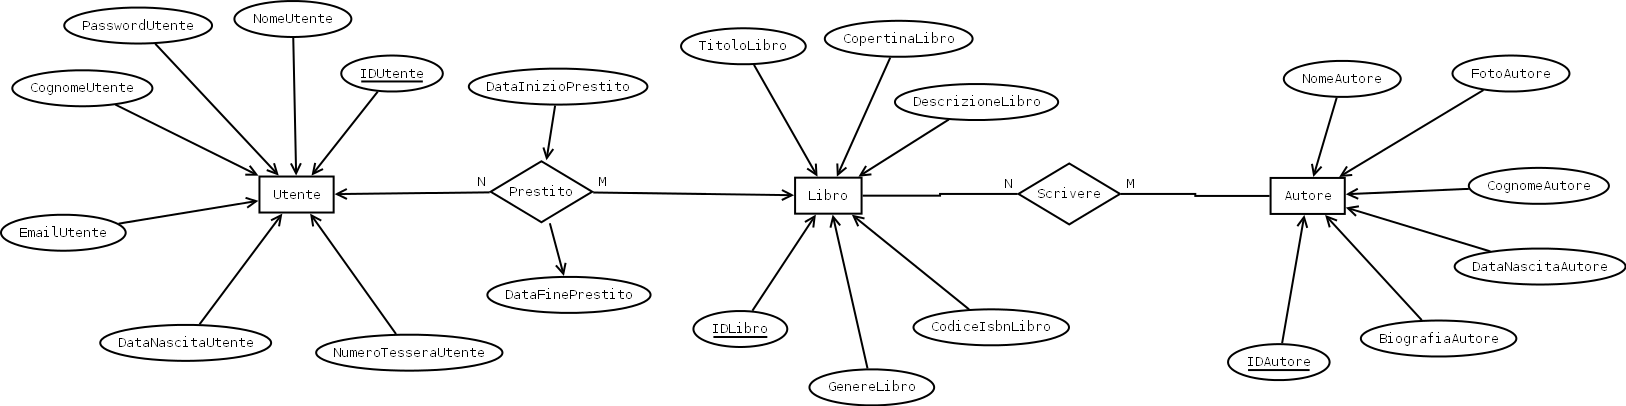 PasswordUtente
NomeUtente
CognomeUtente
IDUtente
Utente
EmailUtente
DataNascitaUtente
NumeroTesseraUtente
DataInizioPrestito
N
Prestito
M
DataFinePrestito
TitoloLibro
CopertinaLibro
DescrizioneLibro
Libro
IDLibro
CodiceIsbnLibro
GenereLibro
N
Scrivere
M
NomeAutore
FotoAutore
Autore
CognomeAutore
DataNascitaAutore
BiografiaAutore
IDAutore